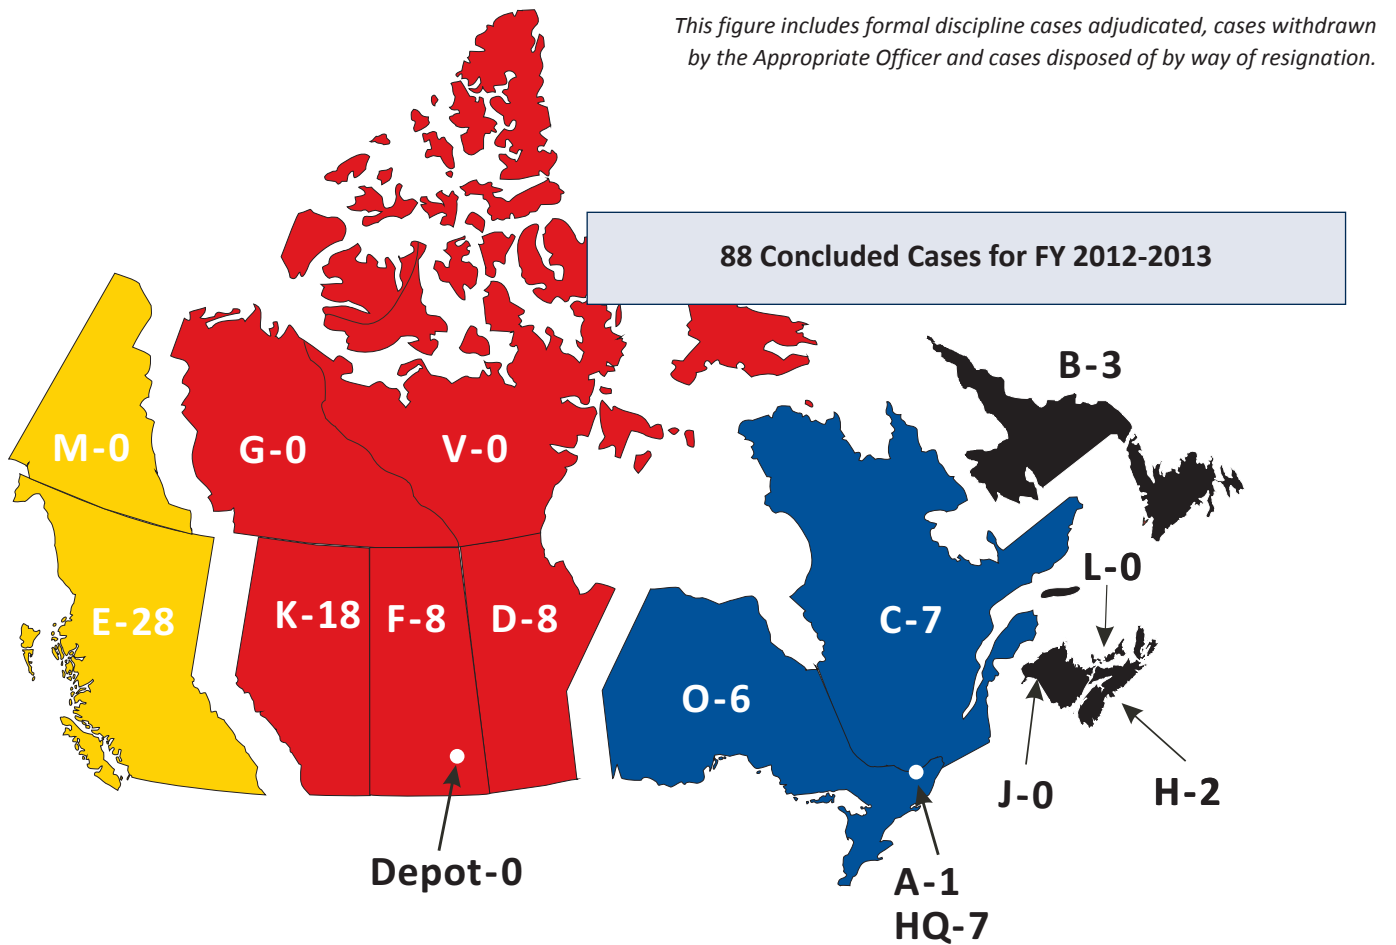 This figure includes formal discipline cases adjudicated, cases withdrawn
by the Appropriate Officer and cases disposed of by way of resignation.
88 Concluded Cases for FY 2012-2013
B-3
M-0
G-0
V-0
L-0
E-28
K-18
F-8
D-8
C-7
O-6
J-0
H-2
Depot-0
A-1
HQ-7